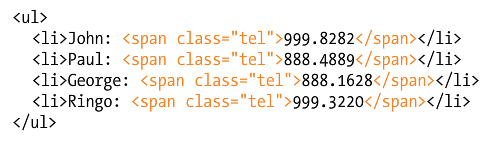 <ul>
  <li>John: <span class="tel">999.8282</span></li>
  <li>Paul: <span class="tel">888.4889</span></li>
  <li>George: <span class="tel">888.1628</span></li>
  <li>Ringo: <span class="tel">999.3220</span></li>
</ul>